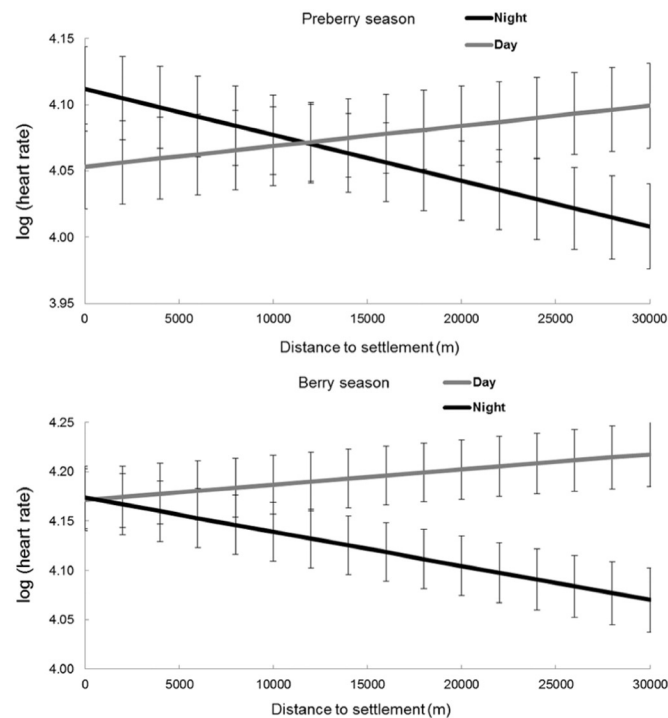 Preberry season
Night
Day
4.15
4.10
4.05
4.00
3.95
log (heart rate)
0 5000 10000 15000 20000 25000 30000
Distance to settlement (m)
Berry season
Day
Night
4.25
4.20
4.15
4.10
4.05
4.00
log (heart rate)
0 5000 10000 15000 20000 25000 30000
Distance to settlement (m)